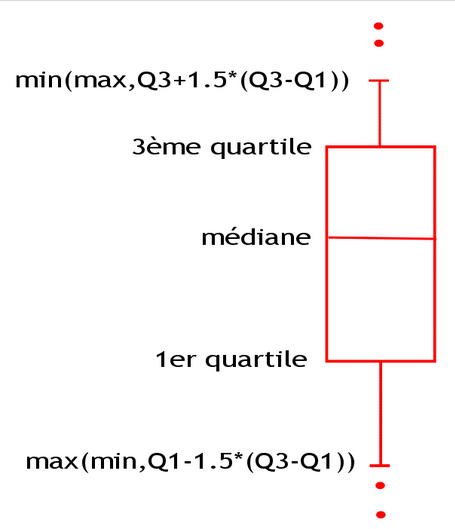 min(max,Q3+1.5*(Q3-Q1))
3ème quartile
médiane
1er quartile
max(min,Q1-1.5*(Q3-Q1))